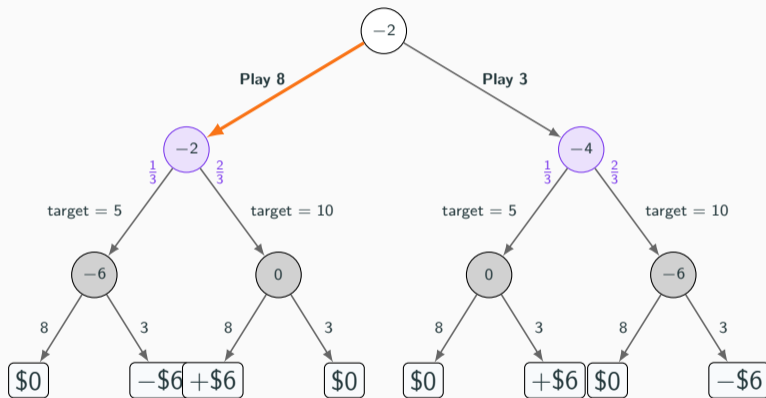 −2
Play 8 Play 3
−2 −4
1/3 2/3 1/3 2/3
target = 5 target = 10 target = 5 target = 10
−6 0 0 −6
8 3 8 3 8 3 8 3
$0 −$6 +$6 $0 $0 +$6 $0 −$6